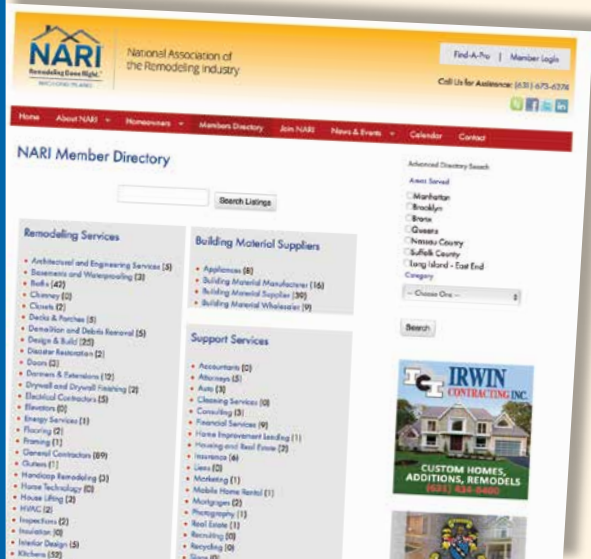 NARI
Remodeling Done Right.™
National Association of
the Remodeling Industry
Find-A-Pro | Member Login
Call Us for Assistance: (631) 673-6274
Home About NARI Homeowners Members Directory Join NARI News & Events Calendar Contact
NARI Member Directory
Search Listings
Remodeling Services
Architectural and Engineering Services (5)
Basements and Waterproofing (3)
Baths (42)
Chimney (0)
Closets (2)
Decks & Porches (5)
Demolition and Debris Removal (5)
Design & Build (25)
Disaster Restoration (2)
Doors (3)
Dormers & Extensions (12)
Drywall and Drywall Finishing (2)
Electrical Contractors (5)
Elevators (0)
Energy Services (1)
Flooring (2)
Framing (1)
General Contractors (89)
Gutters (1)
Handicap Remodeling (3)
Home Technology (0)
House Lifting (3)
HVAC (2)
Inspections (2)
Insulation (0)
Interior Design (5)
Kitchens (52)
Building Material Suppliers
Appliances (8)
Building Material Manufacturer (16)
Building Material Supplier (39)
Building Material Wholesaler (9)
Support Services
Accountants (0)
Attorneys (5)
Auto (3)
Cleaning Services (0)
Consulting (3)
Financial Services (9)
Home Improvement Lending (1)
Housing and Real Estate (2)
Insurance (6)
Liens (0)
Marketing (1)
Mobile Home Rental (1)
Mortgages (2)
Photography (1)
Real Estate (1)
Recruiting (0)
Recycling (0)
Signs (0)
Advanced Directory Search
Areas Served
Manhattan
Brooklyn
Bronx
Queens
Nassau County
Suffolk County
Long Island - East End
Category
-- Choose One --
Search
ICI IRWIN
CONTRACTING INC.
CUSTOM HOMES,
ADDITIONS, REMODELS
(631) 434-6400